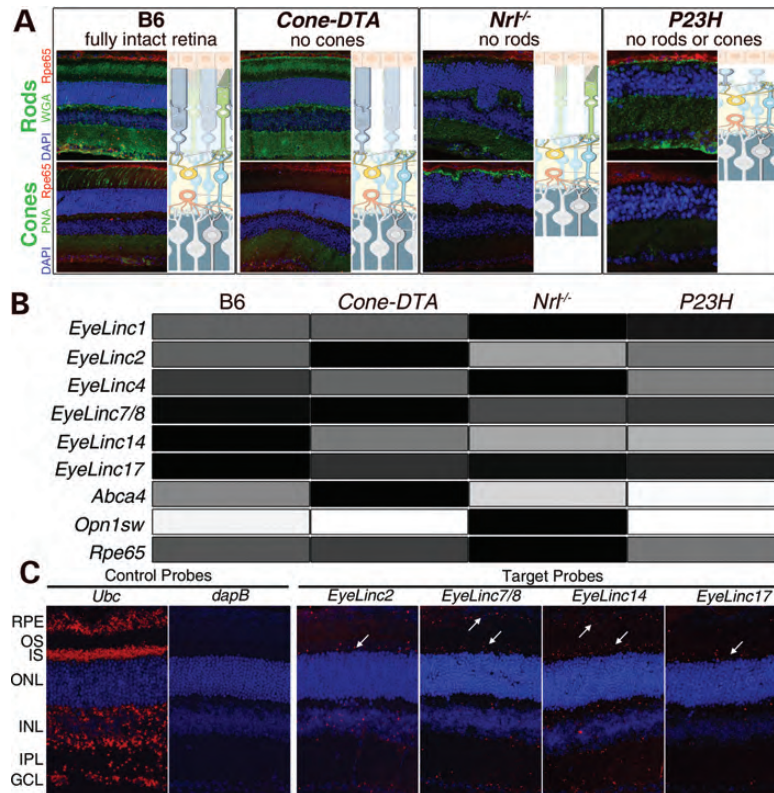 A
B6
fully intact retina
Cone-DTA
no cones
Nrl-/-
no rods
P23H
no rods or cones
Rods
DAPI WGA Rpe65
Cones
DAPI PNA Rpe65
B
B6 Cone-DTA Nrl-/- P23H
EyeLinc1
EyeLinc2
EyeLinc4
EyeLinc7/8
EyeLinc14
EyeLinc17
Abca4
Opn1sw
Rpe65
C
Control Probes Target Probes
Ubc dapB EyeLinc2 EyeLinc7/8 EyeLinc14 EyeLinc17
RPE
OS
IS
ONL
INL
IPL
GCL